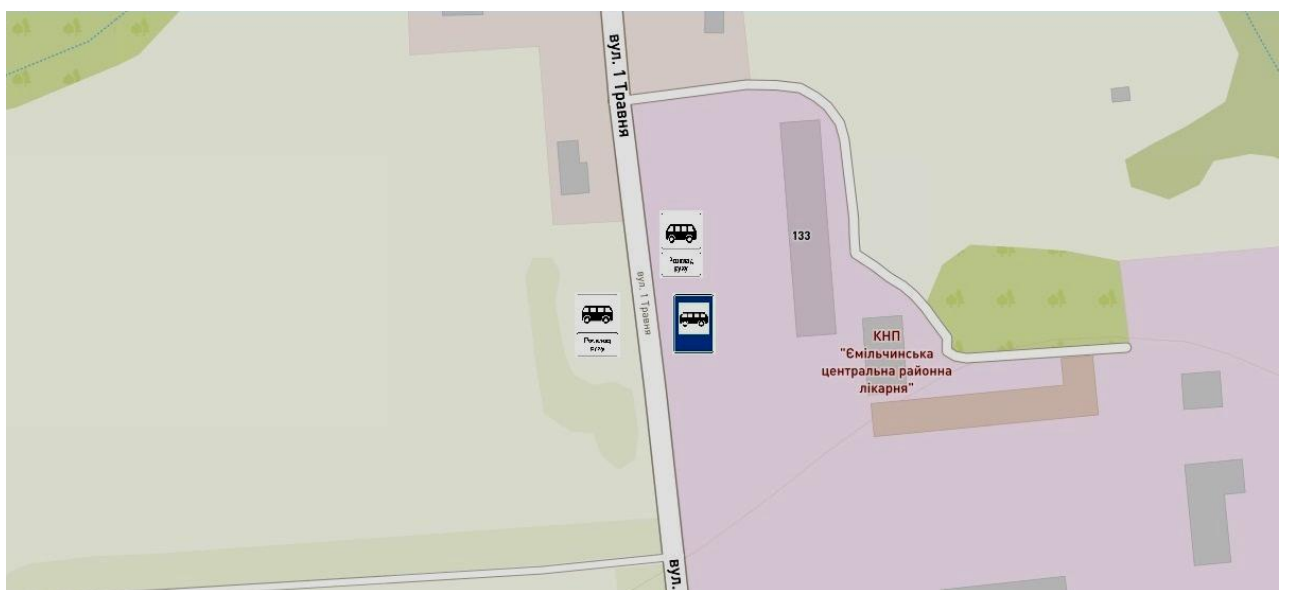 вул. 1 Травня
133
вул. 1 Травня
КНП
"Ємільчинська
центральна районна
лікарня"
вул.